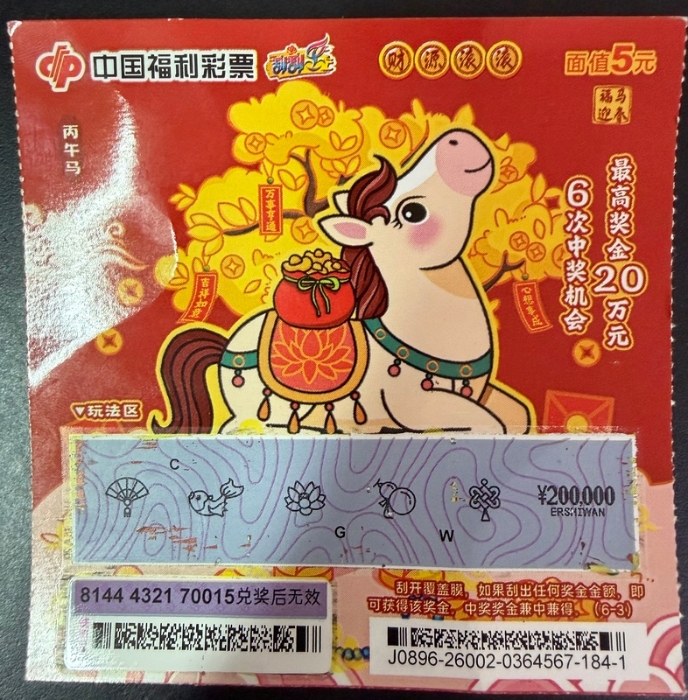 中国福利彩票 刮刮乐
财源滚滚
面值5元
福马迎春
丙午马
最高奖金20万元
6次中奖机会
万事亨通
吉祥如意
心想事成
▼玩法区
C
¥200,000
ERSHIWAN
G
W
8144 4321 70015兑奖后无效
刮开覆盖膜，如果刮出任何奖金金额，即
可获得该奖金。中奖奖金兼中兼得。（6-3）
J0896-26002-0364567-184-1